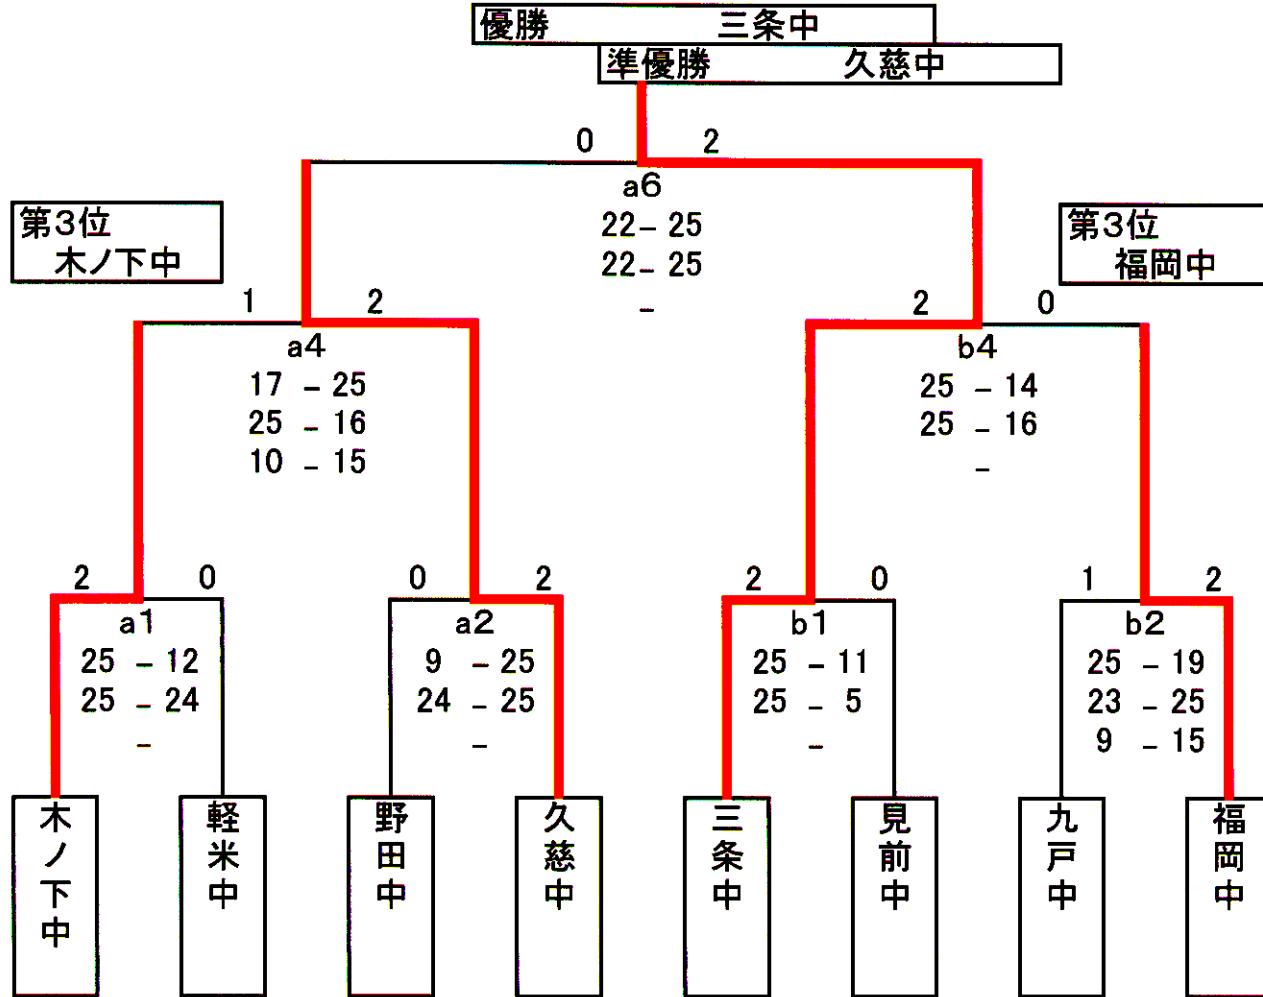 優勝 三条中
準優勝 久慈中
0 2
a6
22 – 25
22 – 25
–
第3位
木ノ下中
第3位
福岡中
1 2
a4
17 – 25
25 – 16
10 – 15
2 0
b4
25 – 14
25 – 16
–
2 0
a1
25 – 12
25 – 24
–
0 2
a2
9 – 25
24 – 25
–
2 0
b1
25 – 11
25 – 5
–
1 2
b2
25 – 19
23 – 25
9 – 15
木ノ下中
軽米中
野田中
久慈中
三条中
見前中
九戸中
福岡中